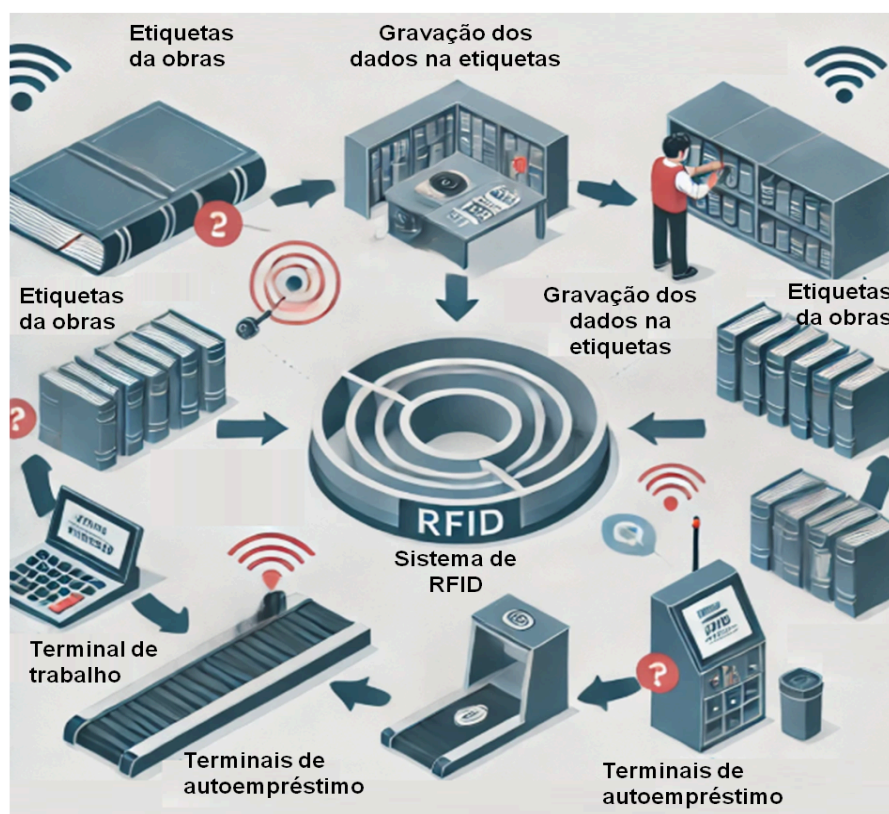 Etiquetas
da obras
Gravação dos
dados na etiquetas
2
Etiquetas
da obras
Gravação dos
dados na
etiquetas
Etiquetas
da obras
?
RFID
Sistema de
RFID
Terminal de
trabalho
?
Terminais de
autoempréstimo
Terminais de
autoempréstimo